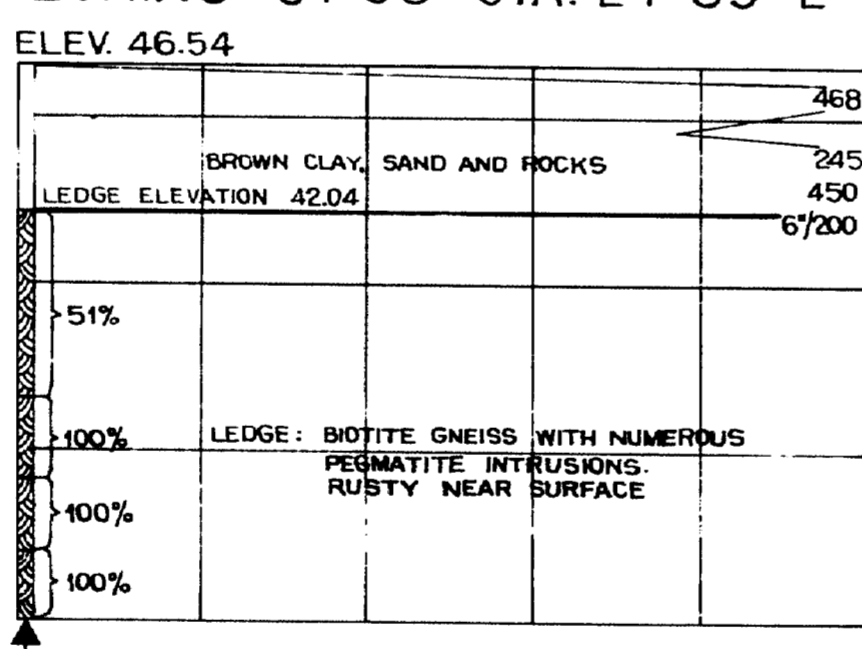 ELEV. 46.54
468
BROWN CLAY, SAND AND ROCKS
245
LEDGE ELEVATION 42.04
450
6"/200
51%
100%
LEDGE: BIOTITE GNEISS WITH NUMEROUS
PEGMATITE INTRUSIONS.
RUSTY NEAR SURFACE
100%
100%